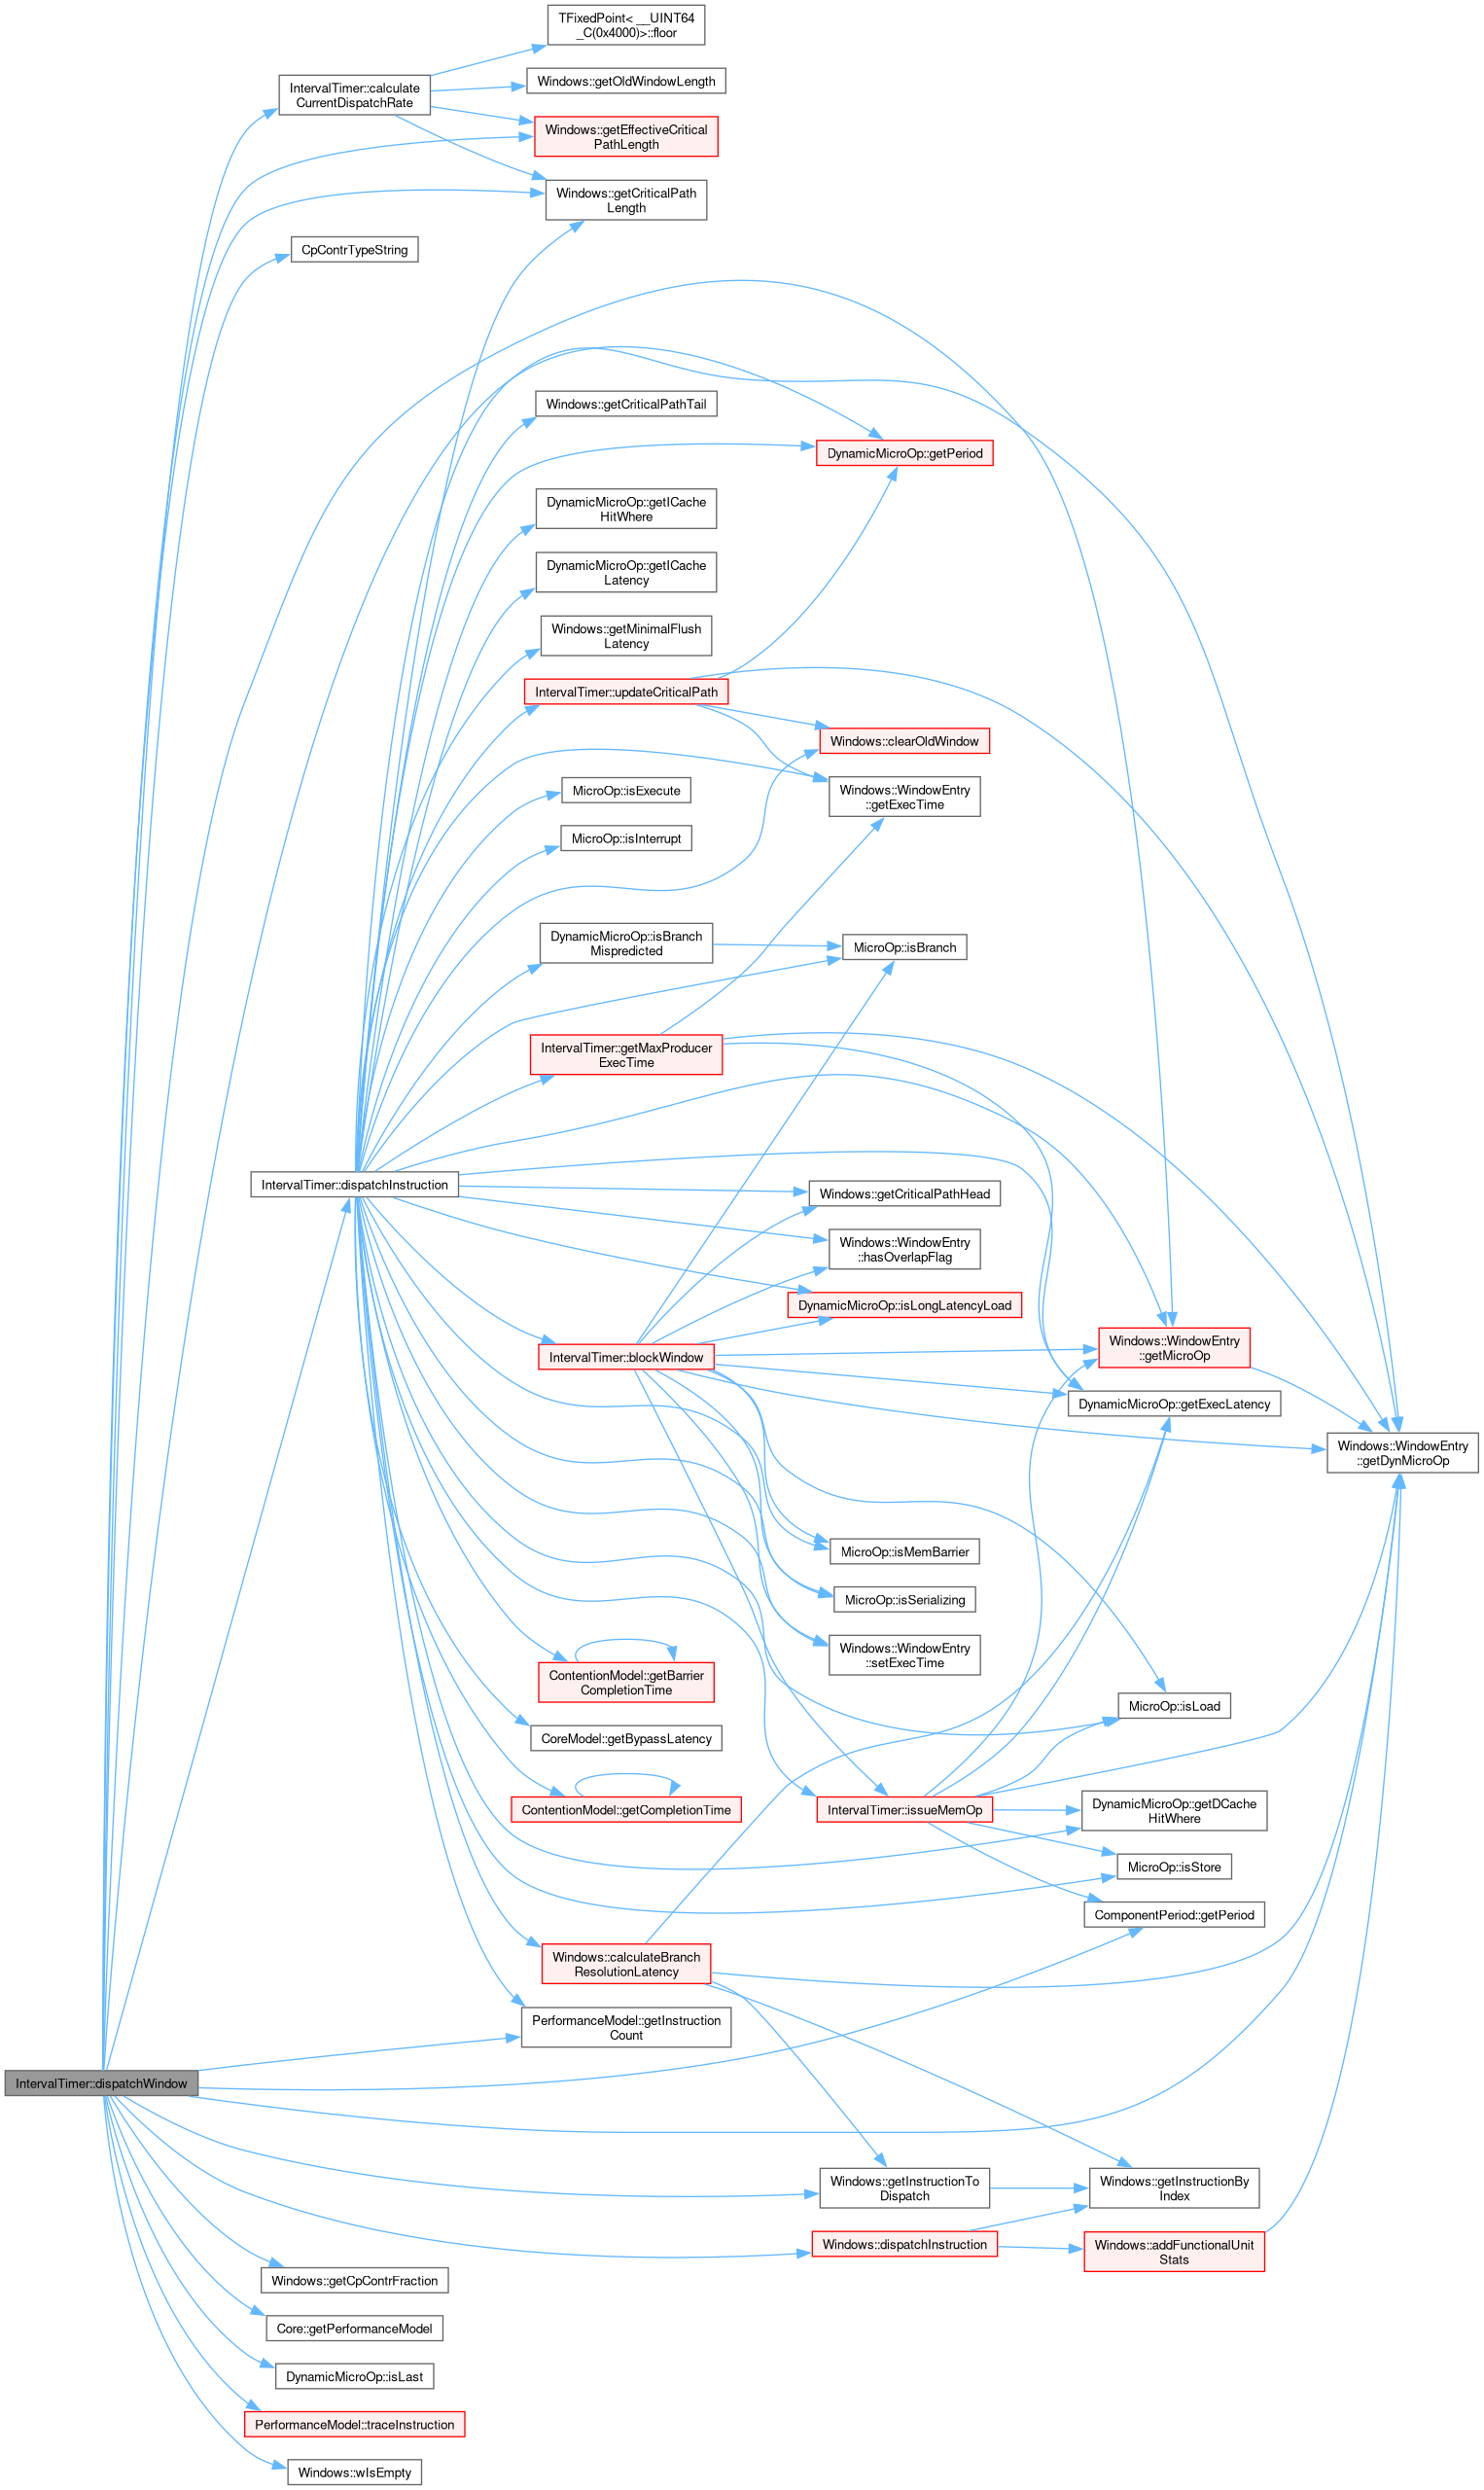 TFixedPoint< __UINT64
_C(0x4000)>::floor
IntervalTimer::calculate
CurrentDispatchRate
Windows::getOldWindowLength
Windows::getEffectiveCritical
PathLength
Windows::getCriticalPath
Length
CpContrTypeString
Windows::getCriticalPathTail
DynamicMicroOp::getPeriod
DynamicMicroOp::getICache
HitWhere
DynamicMicroOp::getICache
Latency
Windows::getMinimalFlush
Latency
IntervalTimer::updateCriticalPath
Windows::clearOldWindow
MicroOp::isExecute
Windows::WindowEntry
::getExecTime
MicroOp::isInterrupt
DynamicMicroOp::isBranch
Mispredicted
MicroOp::isBranch
IntervalTimer::getMaxProducer
ExecTime
IntervalTimer::dispatchInstruction
Windows::getCriticalPathHead
Windows::WindowEntry
::hasOverlapFlag
DynamicMicroOp::isLongLatencyLoad
IntervalTimer::blockWindow
Windows::WindowEntry
::getMicroOp
DynamicMicroOp::getExecLatency
Windows::WindowEntry
::getDynMicroOp
MicroOp::isMemBarrier
MicroOp::isSerializing
Windows::WindowEntry
::setExecTime
ContentionModel::getBarrier
CompletionTime
MicroOp::isLoad
CoreModel::getBypassLatency
ContentionModel::getCompletionTime
IntervalTimer::issueMemOp
DynamicMicroOp::getDCache
HitWhere
MicroOp::isStore
ComponentPeriod::getPeriod
Windows::calculateBranch
ResolutionLatency
PerformanceModel::getInstruction
Count
IntervalTimer::dispatchWindow
Windows::getInstructionTo
Dispatch
Windows::getInstructionBy
Index
Windows::dispatchInstruction
Windows::addFunctionalUnit
Stats
Windows::getCpContrFraction
Core::getPerformanceModel
DynamicMicroOp::isLast
PerformanceModel::traceInstruction
Windows::wIsEmpty